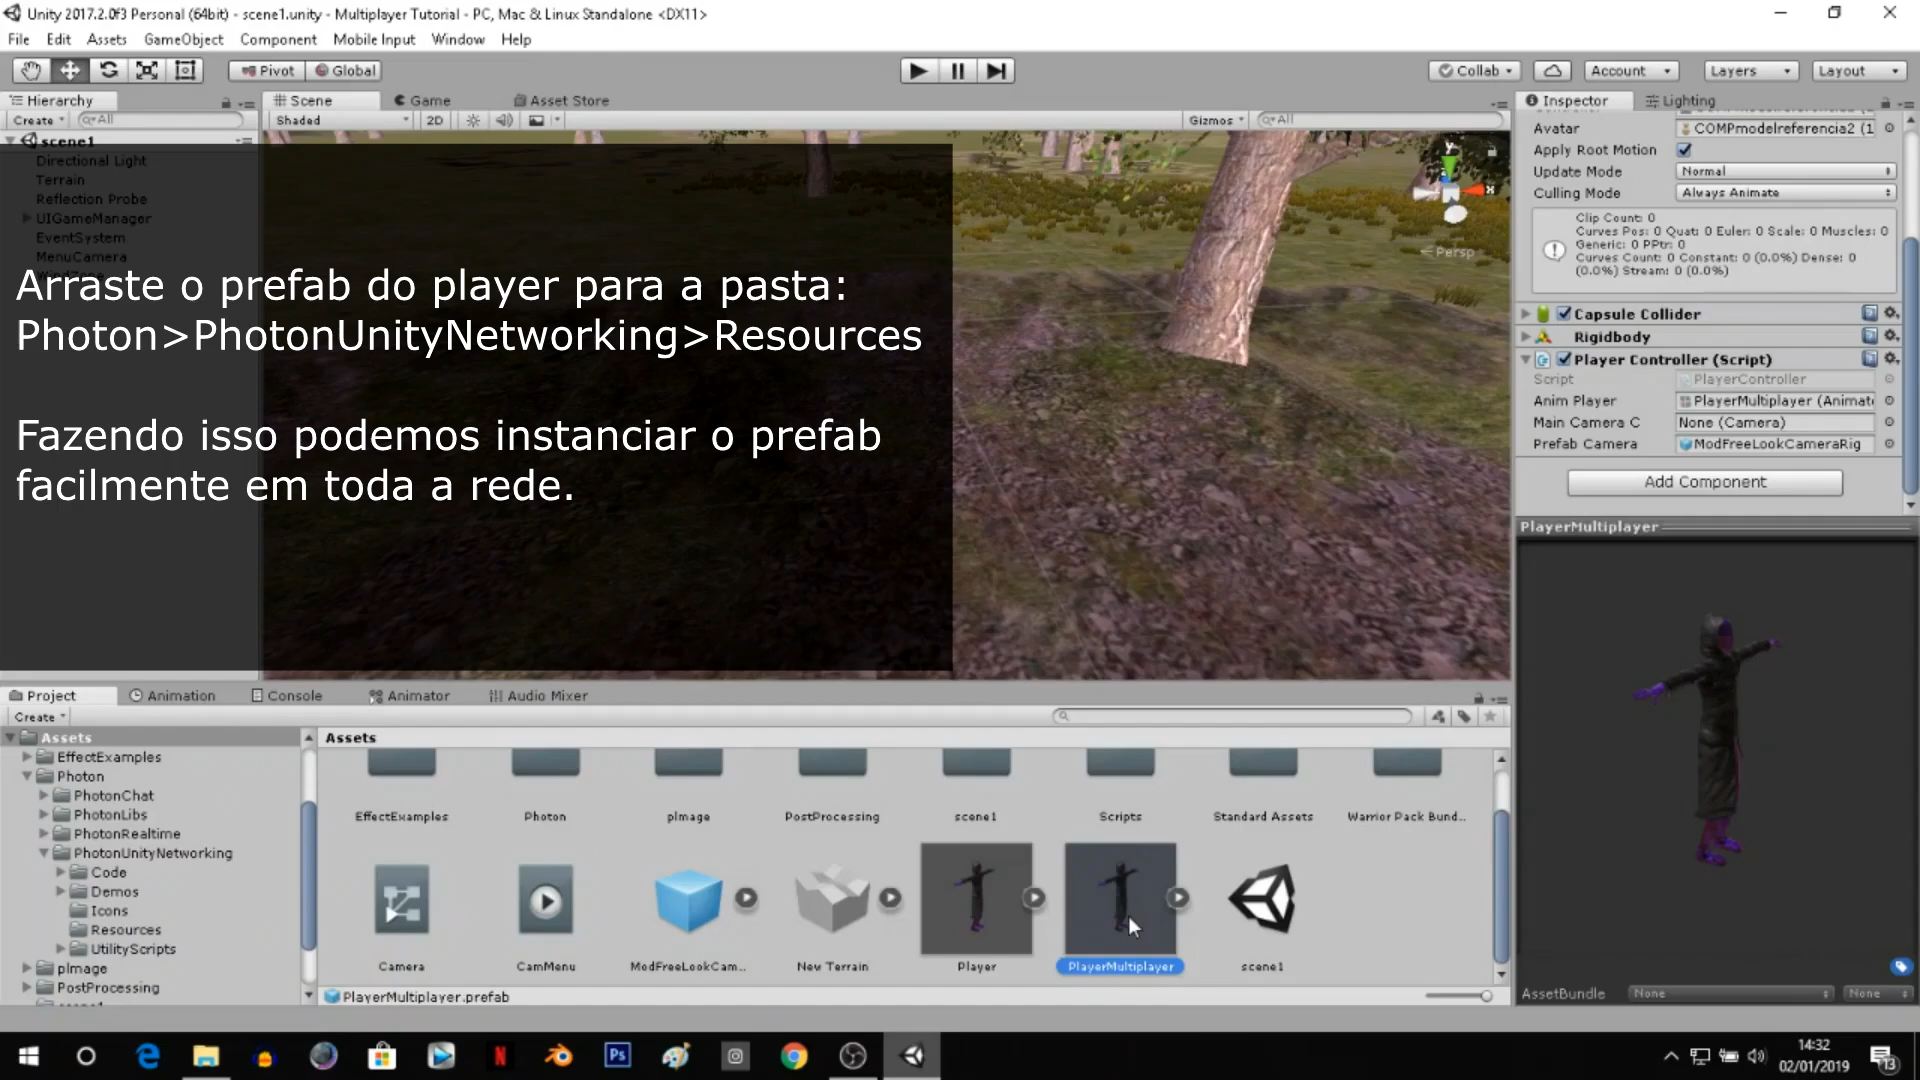 Unity 2017.2.0f3 Personal (64bit) - scene1.unity - Multiplayer Tutorial - PC, Mac & Linux Standalone <DX11>
File Edit Assets GameObject Component Mobile Input Window Help
Pivot Global Collab Account Layers Layout
Hierarchy
Create All
scene1
Directional Light
Terrain
Reflection Probe
UIGameManager
EventSystem
MenuCamera
Scene Game Asset Store
Shaded 2D Gizmos All
Persp
Arraste o prefab do player para a pasta:
Photon>PhotonUnityNetworking>Resources
Fazendo isso podemos instanciar o prefab
facilmente em toda a rede.
Inspector Lighting
Avatar COMPmodelreferencia2 (1
Apply Root Motion
Update Mode Normal
Culling Mode Always Animate
Clip Count: 0
Curves Pos: 0 Quat: 0 Euler: 0 Scale: 0 Muscles: 0
Generic: 0 PPtr: 0
Curves Count: 0 Constant: 0 (0.0%) Dense: 0
(0.0%) Stream: 0 (0.0%)
Capsule Collider
Rigidbody
Player Controller (Script)
Script PlayerController
Anim Player PlayerMultiplayer (Animat
Main Camera C None (Camera)
Prefab Camera ModFreeLookCameraRig
Add Component
PlayerMultiplayer
AssetBundle None None
Project Animation Console Animator Audio Mixer
Create
Assets
EffectExamples
Photon
PhotonChat
PhotonLibs
PhotonRealtime
PhotonUnityNetworking
Code
Demos
Icons
Resources
UtilityScripts
pImage
PostProcessing
Assets
EffectExamples Photon pImage PostProcessing scene1 Scripts Standard Assets Warrior Pack Bund...
Camera CamMenu ModFreeLookCam... New Terrain Player PlayerMultiplayer scene1
PlayerMultiplayer.prefab
14:32
02/01/2019
13